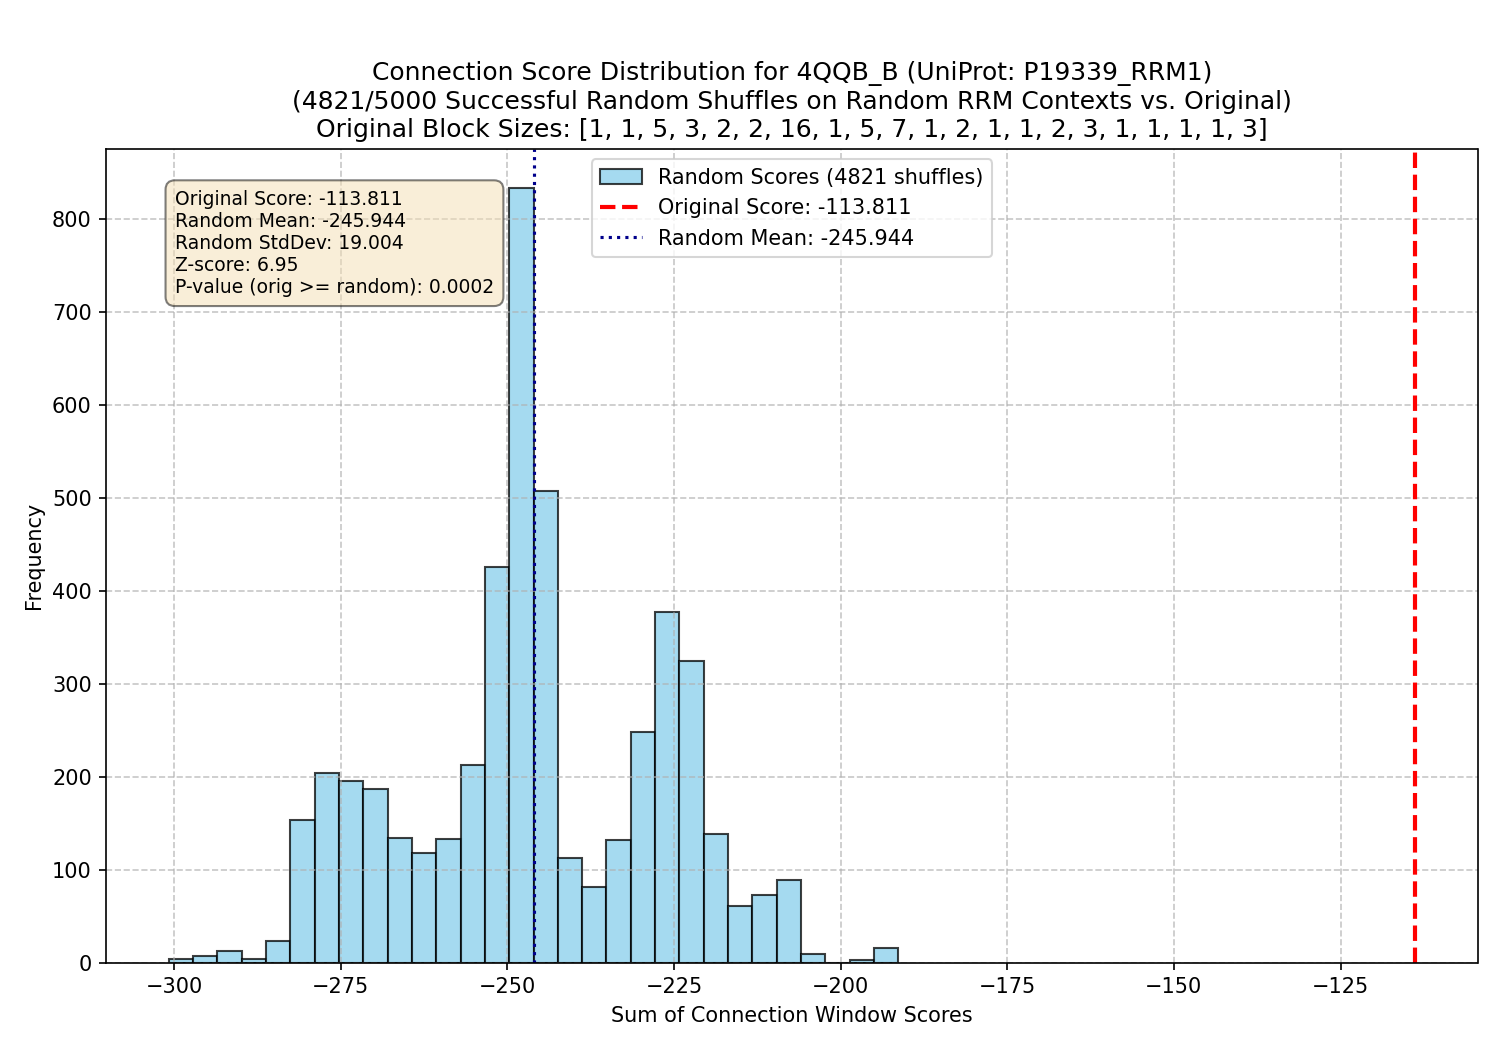 Connection Score Distribution for 4QQB_B (UniProt: P19339_RRM1)
(4821/5000 Successful Random Shuffles on Random RRM Contexts vs. Original)
Original Block Sizes: [1, 1, 5, 3, 2, 2, 16, 1, 5, 7, 1, 2, 1, 1, 2, 3, 1, 1, 1, 1, 3]
Original Score: -113.811
Random Mean: -245.944
Random StdDev: 19.004
Z-score: 6.95
P-value (orig >= random): 0.0002
Random Scores (4821 shuffles)
Original Score: -113.811
Random Mean: -245.944
Frequency
800
700
600
500
400
300
200
100
0
−300
−275
−250
−225
−200
−175
−150
−125
Sum of Connection Window Scores